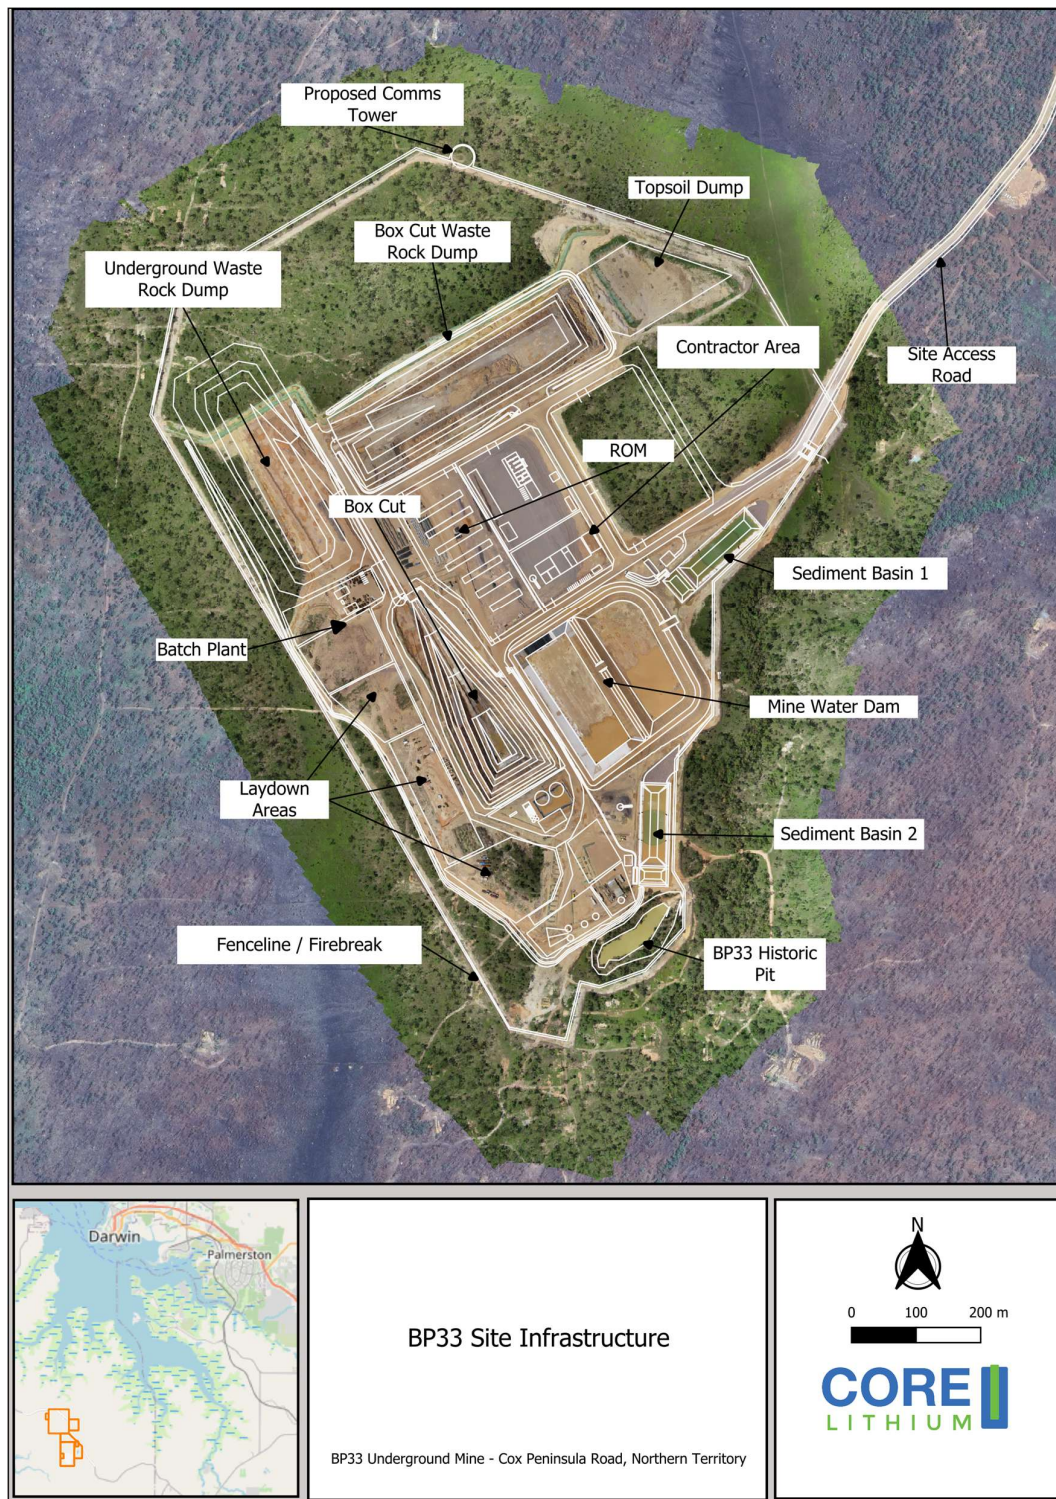 Proposed Comms
Tower
Topsoil Dump
Box Cut Waste
Rock Dump
Underground Waste
Rock Dump
Contractor Area
Site Access
Road
ROM
Box Cut
Sediment Basin 1
Batch Plant
Mine Water Dam
Laydown
Areas
Sediment Basin 2
Fenceline / Firebreak
BP33 Historic
Pit
Darwin
Palmerston
BP33 Site Infrastructure
BP33 Underground Mine - Cox Peninsula Road, Northern Territory
N
0 100 200 m
CORE
LITHIUM